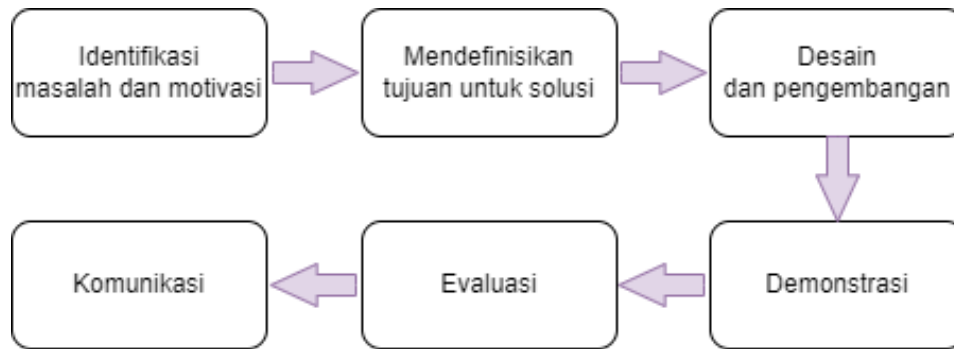 Identifikasi
masalah dan motivasi
Mendefinisikan
tujuan untuk solusi
Desain
dan pengembangan
Demonstrasi
Evaluasi
Komunikasi